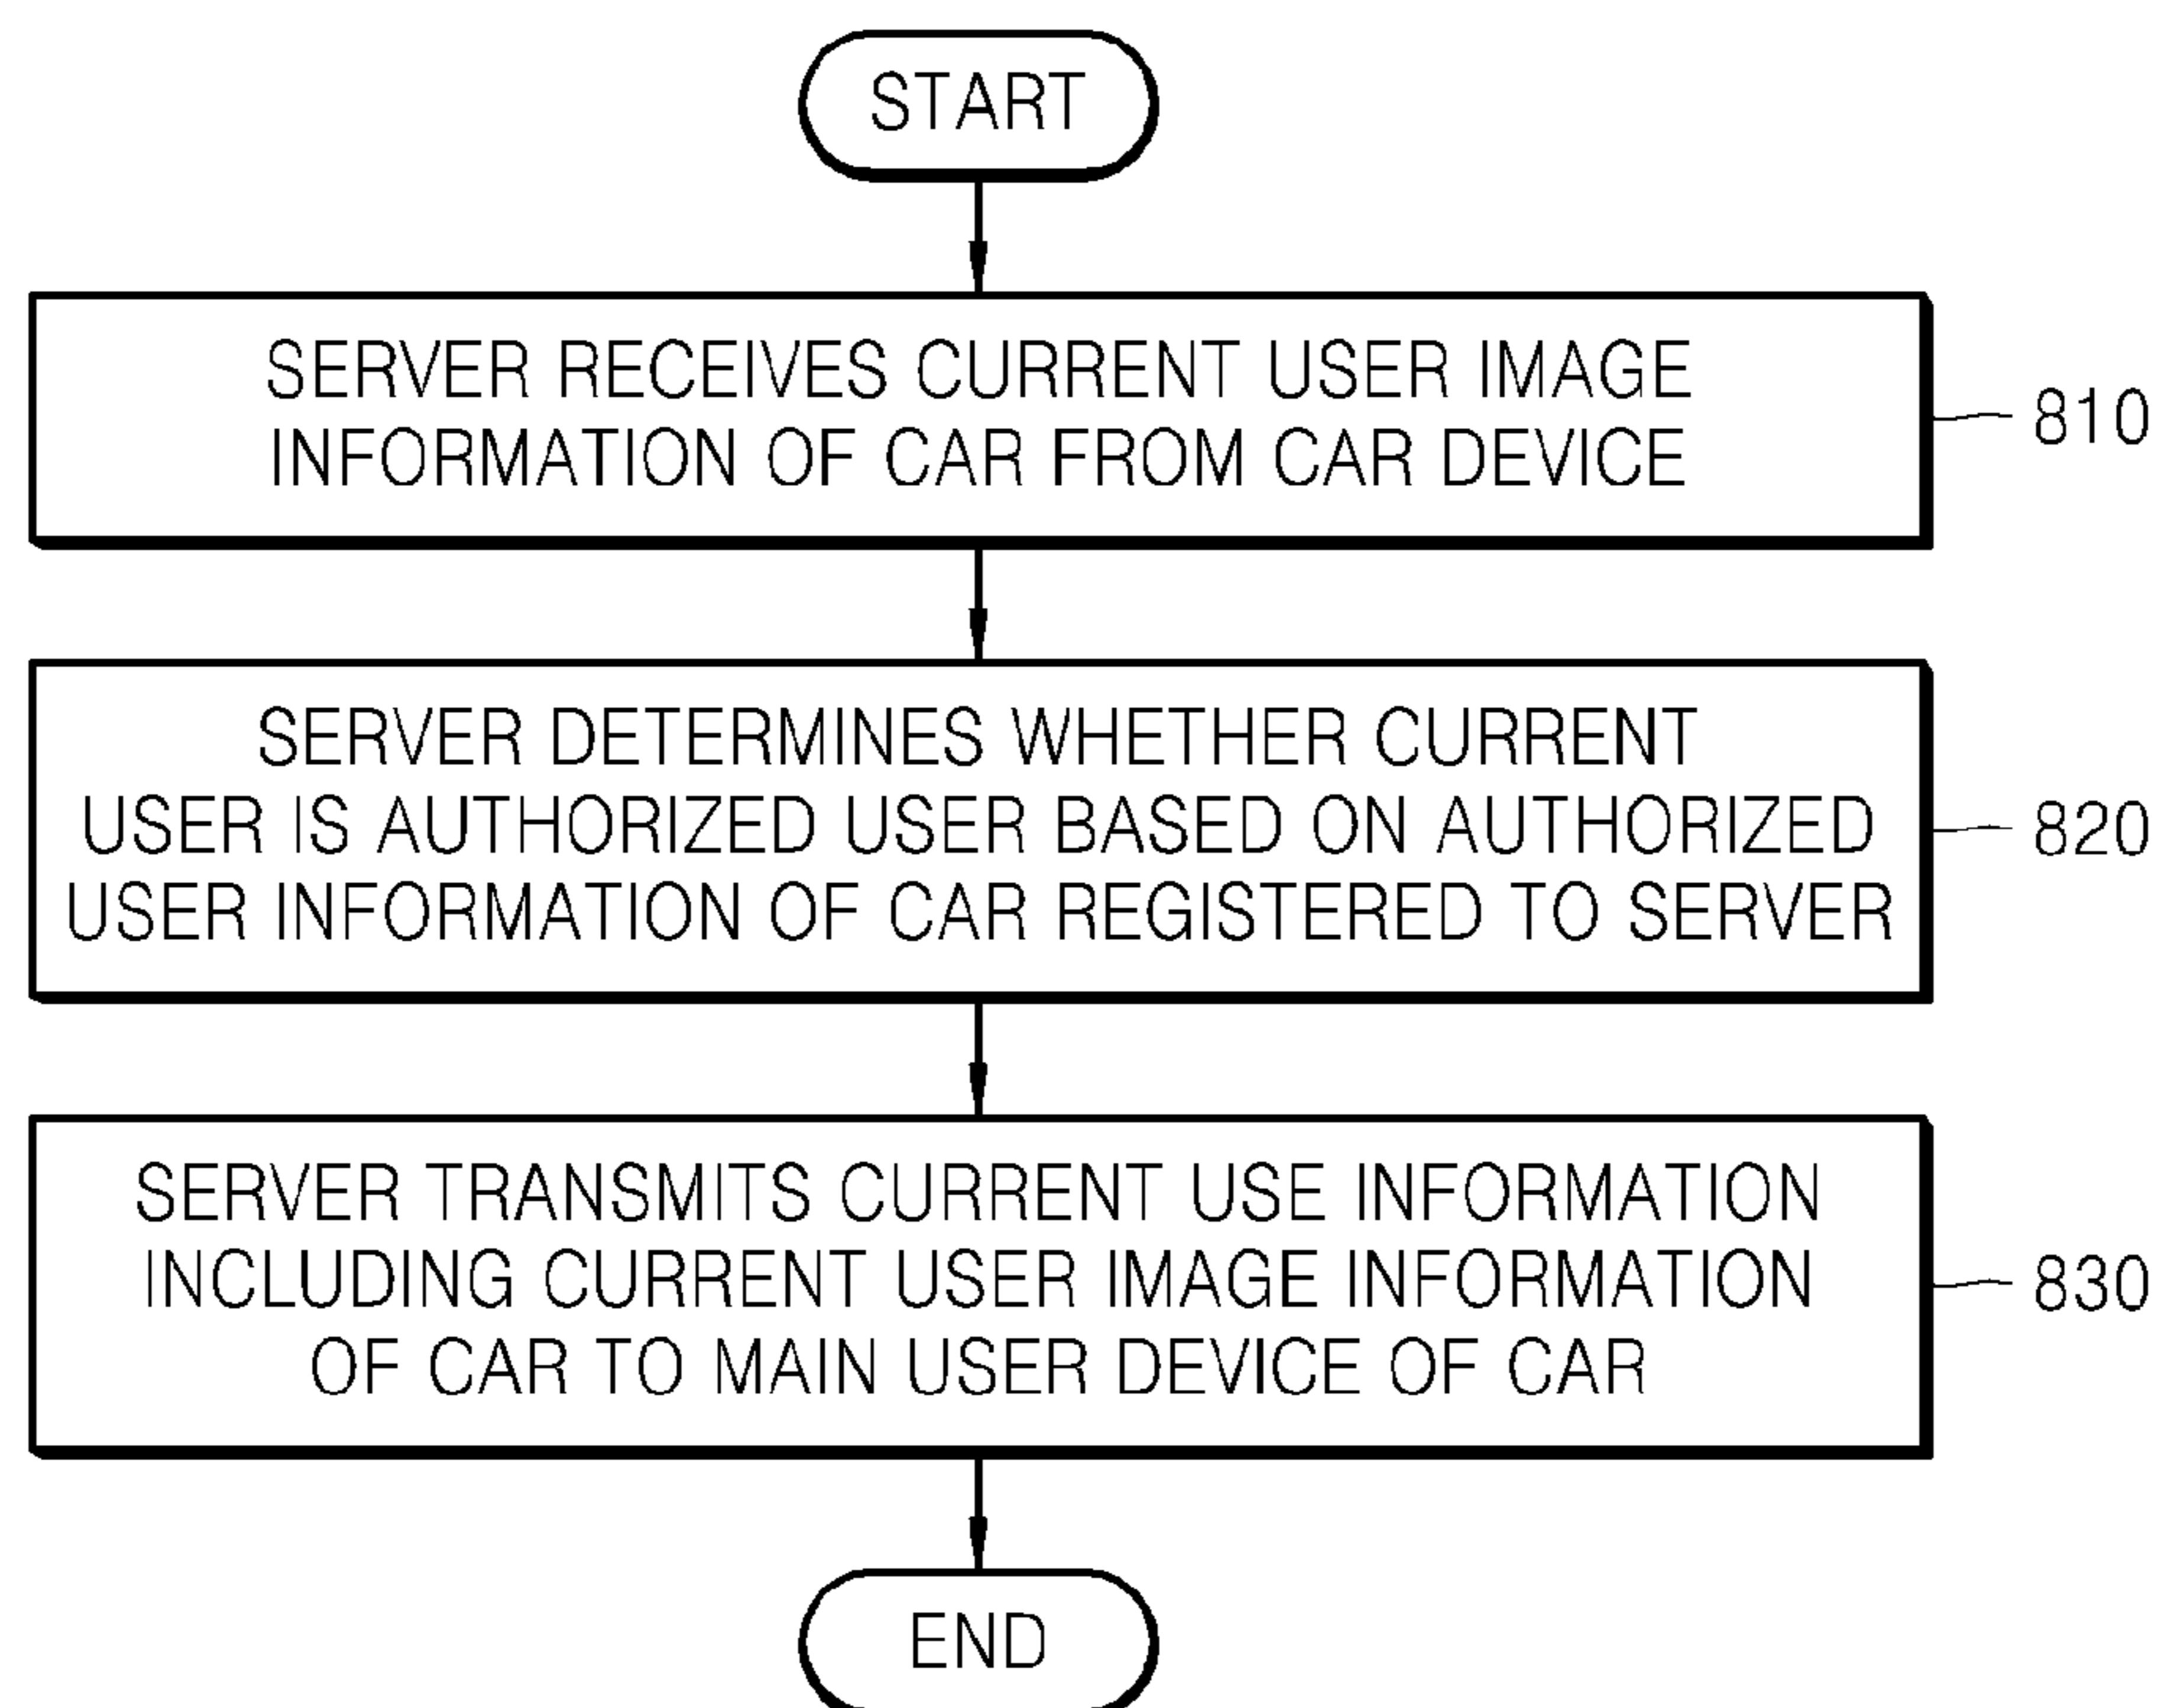 START
SERVER RECEIVES CURRENT USER IMAGE
INFORMATION OF CAR FROM CAR DEVICE
810
SERVER DETERMINES WHETHER CURRENT
USER IS AUTHORIZED USER BASED ON AUTHORIZED
USER INFORMATION OF CAR REGISTERED TO SERVER
820
SERVER TRANSMITS CURRENT USE INFORMATION
INCLUDING CURRENT USER IMAGE INFORMATION
OF CAR TO MAIN USER DEVICE OF CAR
830
END